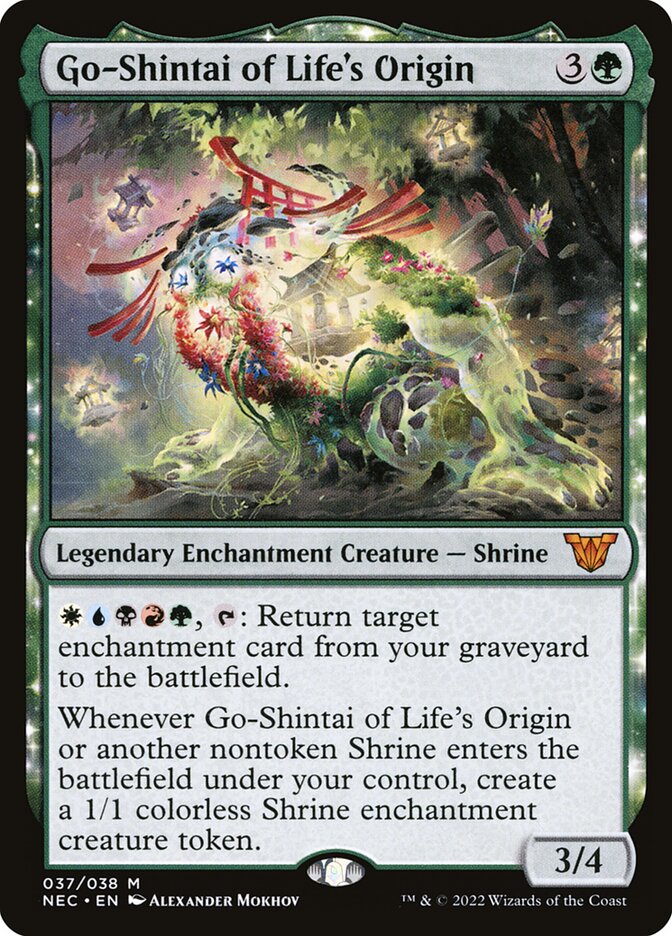 Go-Shintai of Life's Origin 3
Legendary Enchantment Creature — Shrine
, : Return target
enchantment card from your graveyard
to the battlefield.
Whenever Go-Shintai of Life's Origin
or another nontoken Shrine enters the
battlefield under your control, create
a 1/1 colorless Shrine enchantment
creature token.
3/4
037/038 M
NEC • EN Alexander Mokhov
™ & © 2022 Wizards of the Coast